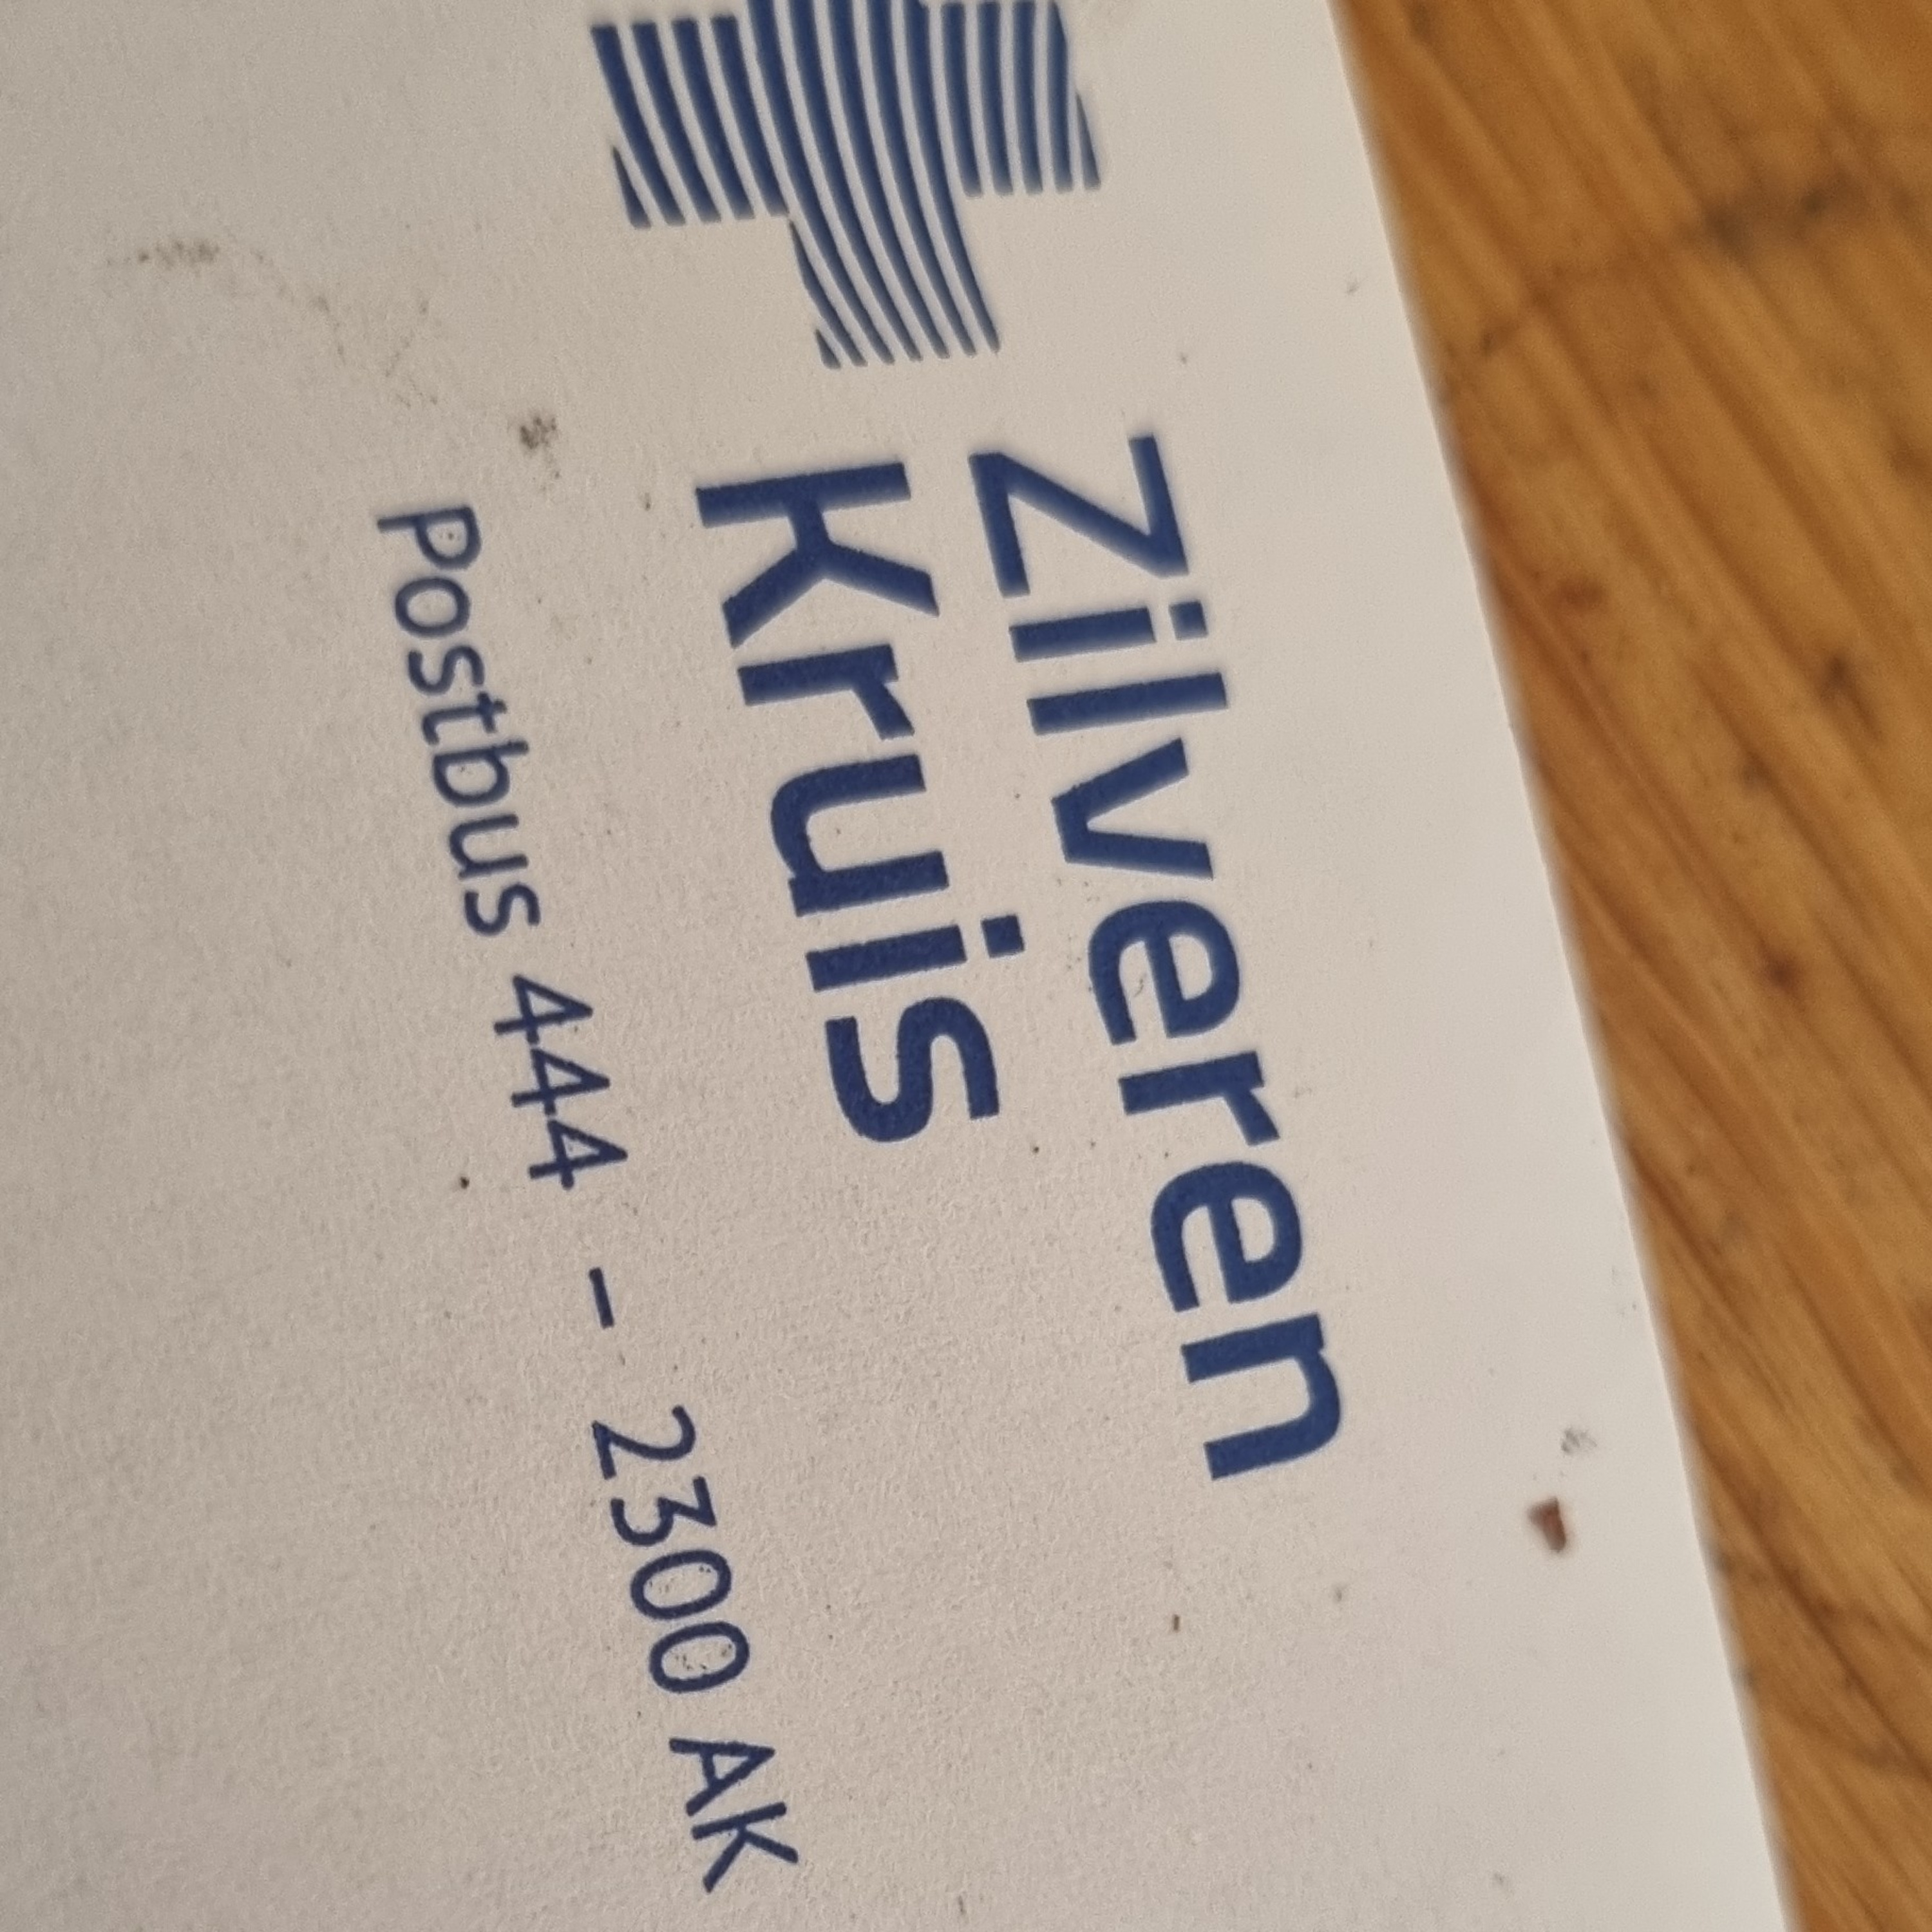 Zilveren
Kruis
Postbus 444 - 2300 AK